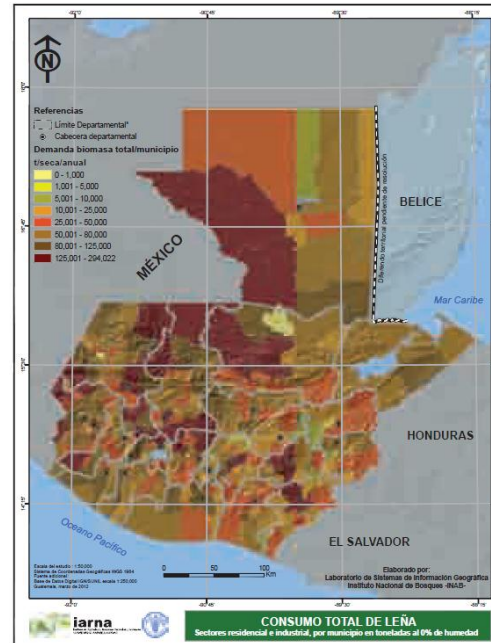 N
Referencias
Límite Departamental*
Cabecera departamental
Demanda biomasa total/municipio
t/seca/anual
0 - 1,000
1,001 - 5,000
5,001 - 10,000
10,001 - 25,000
25,001 - 50,000
50,001 - 80,000
80,001 - 125,000
125,001 - 294,022
MÉXICO
BELICE
Diferendo territorial pendiente de resolución
Mar Caribe
HONDURAS
EL SALVADOR
Oceano Pacífico
0 50 100
Km
Elaborado por:
Laboratorio de Sistemas de Información Geográfica
Instituto Nacional de Bosques -INAB-
iarna
CONSUMO TOTAL DE LEÑA
Sectores residencial e industrial, por municipio en toneladas al 0% de humedad